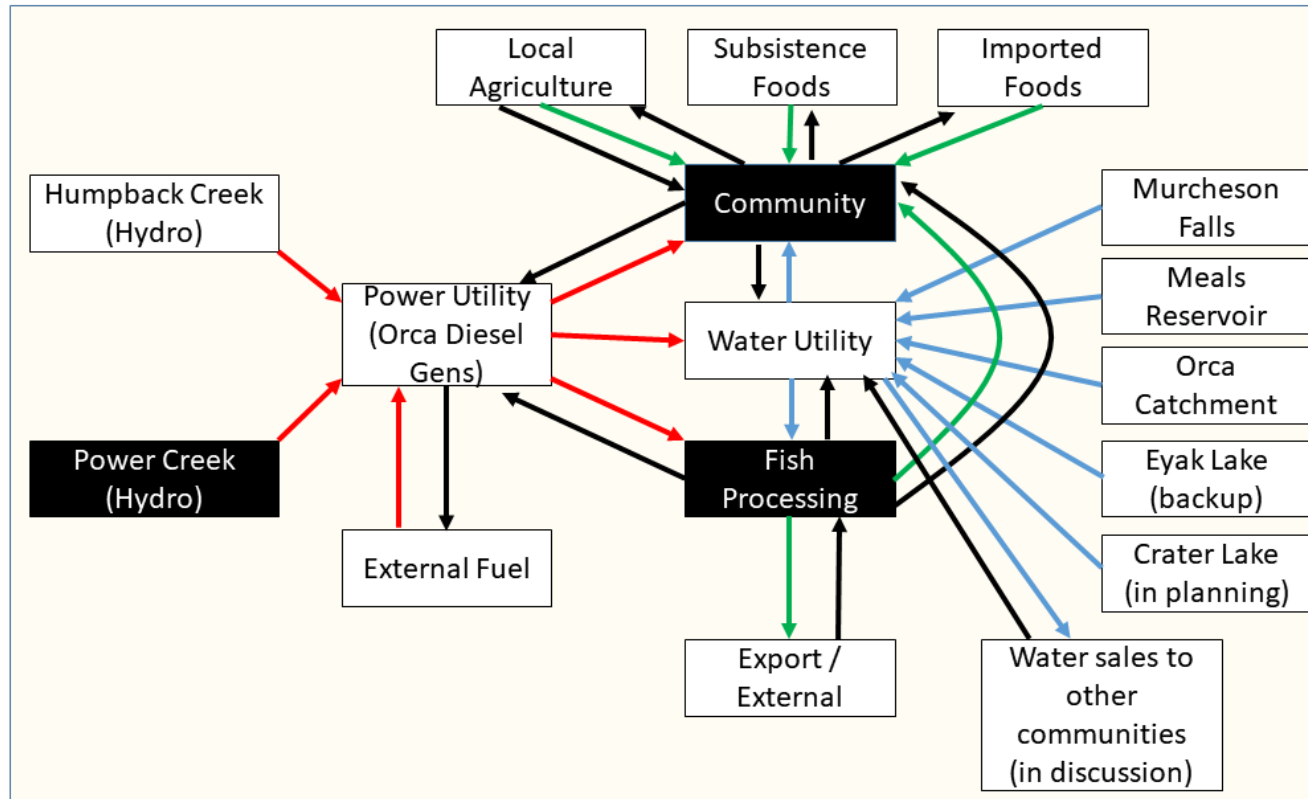 Local
Agriculture
Subsistence
Foods
Imported
Foods
Humpback Creek
(Hydro)
Community
Murcheson
Falls
Power Utility
(Orca Diesel
Gens)
Water Utility
Meals
Reservoir
Orca
Catchment
Power Creek
(Hydro)
Fish
Processing
Eyak Lake
(backup)
External Fuel
Crater Lake
(in planning)
Export /
External
Water sales to
other
communities
(in discussion)